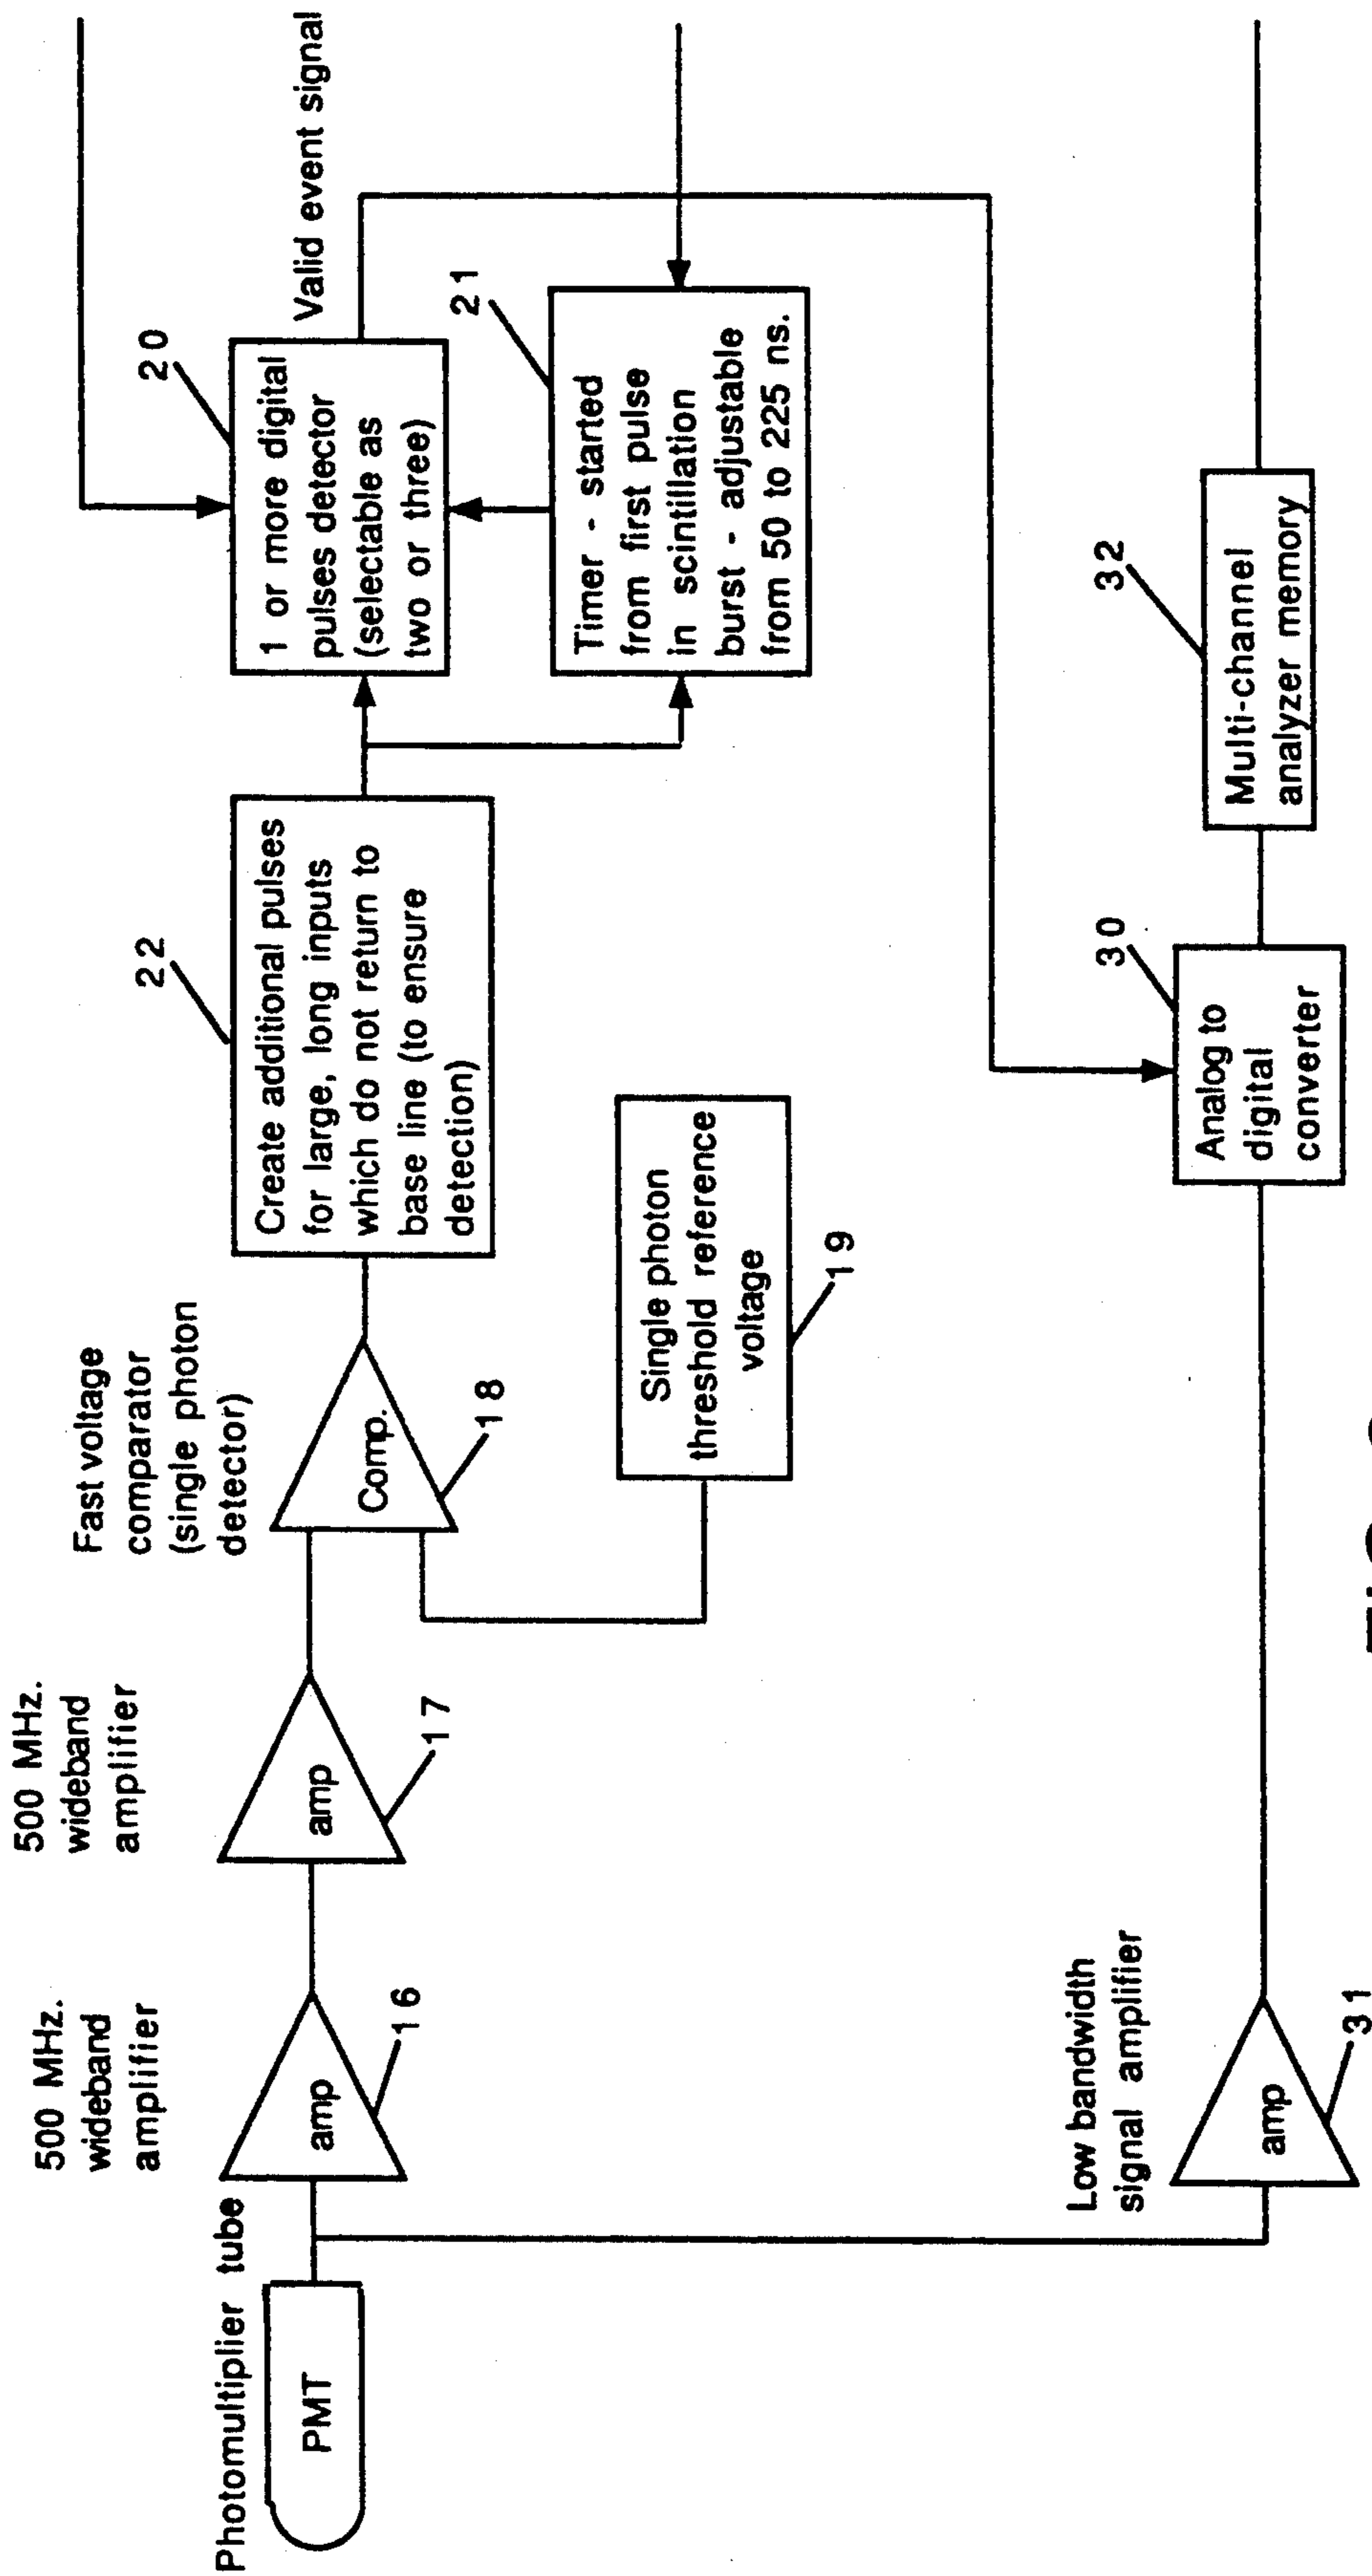 Photomultiplier tube
PMT
500 MHz.
wideband
amplifier
amp
16
500 MHz.
wideband
amplifier
amp
17
Fast voltage
comparator
(single photon
detector)
Comp.
18
Single photon
threshold reference
voltage
19
22
Create additional pulses
for large, long inputs
which do not return to
base line (to ensure
detection)
20
1 or more digital
pulses detector
(selectable as
two or three)
Valid event signal
21
Timer - started
from first pulse
in scintillation
burst - adjustable
from 50 to 225 ns.
Low bandwidth
signal amplifier
amp
31
30
Analog to
digital
converter
32
Multi-channel
analyzer memory